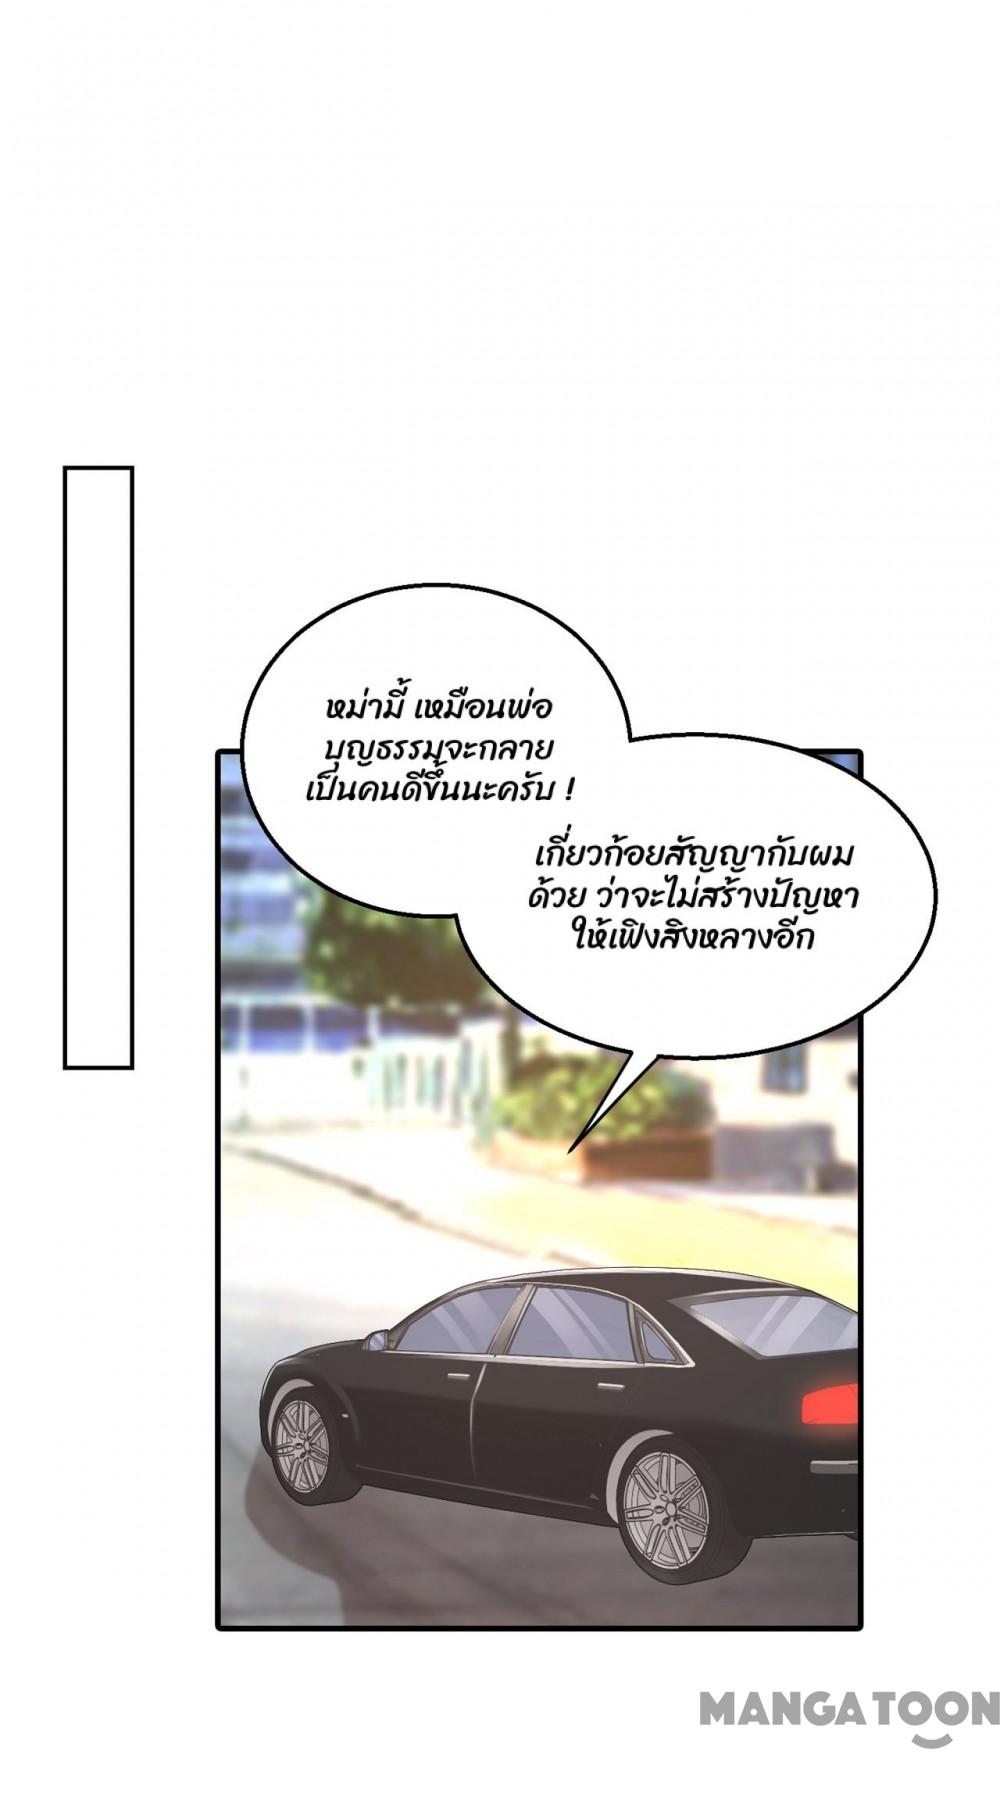 หม่ามี้ เหมือนพ่อ
บุญธรรมจะกลาย
เป็นคนดีขึ้นนะครับ !
เกี่ยวก้อยสัญญากับผม
ด้วย ว่าจะไม่สร้างปัญหา
ให้เฟิงสิงหลางอีก
MANGATOON